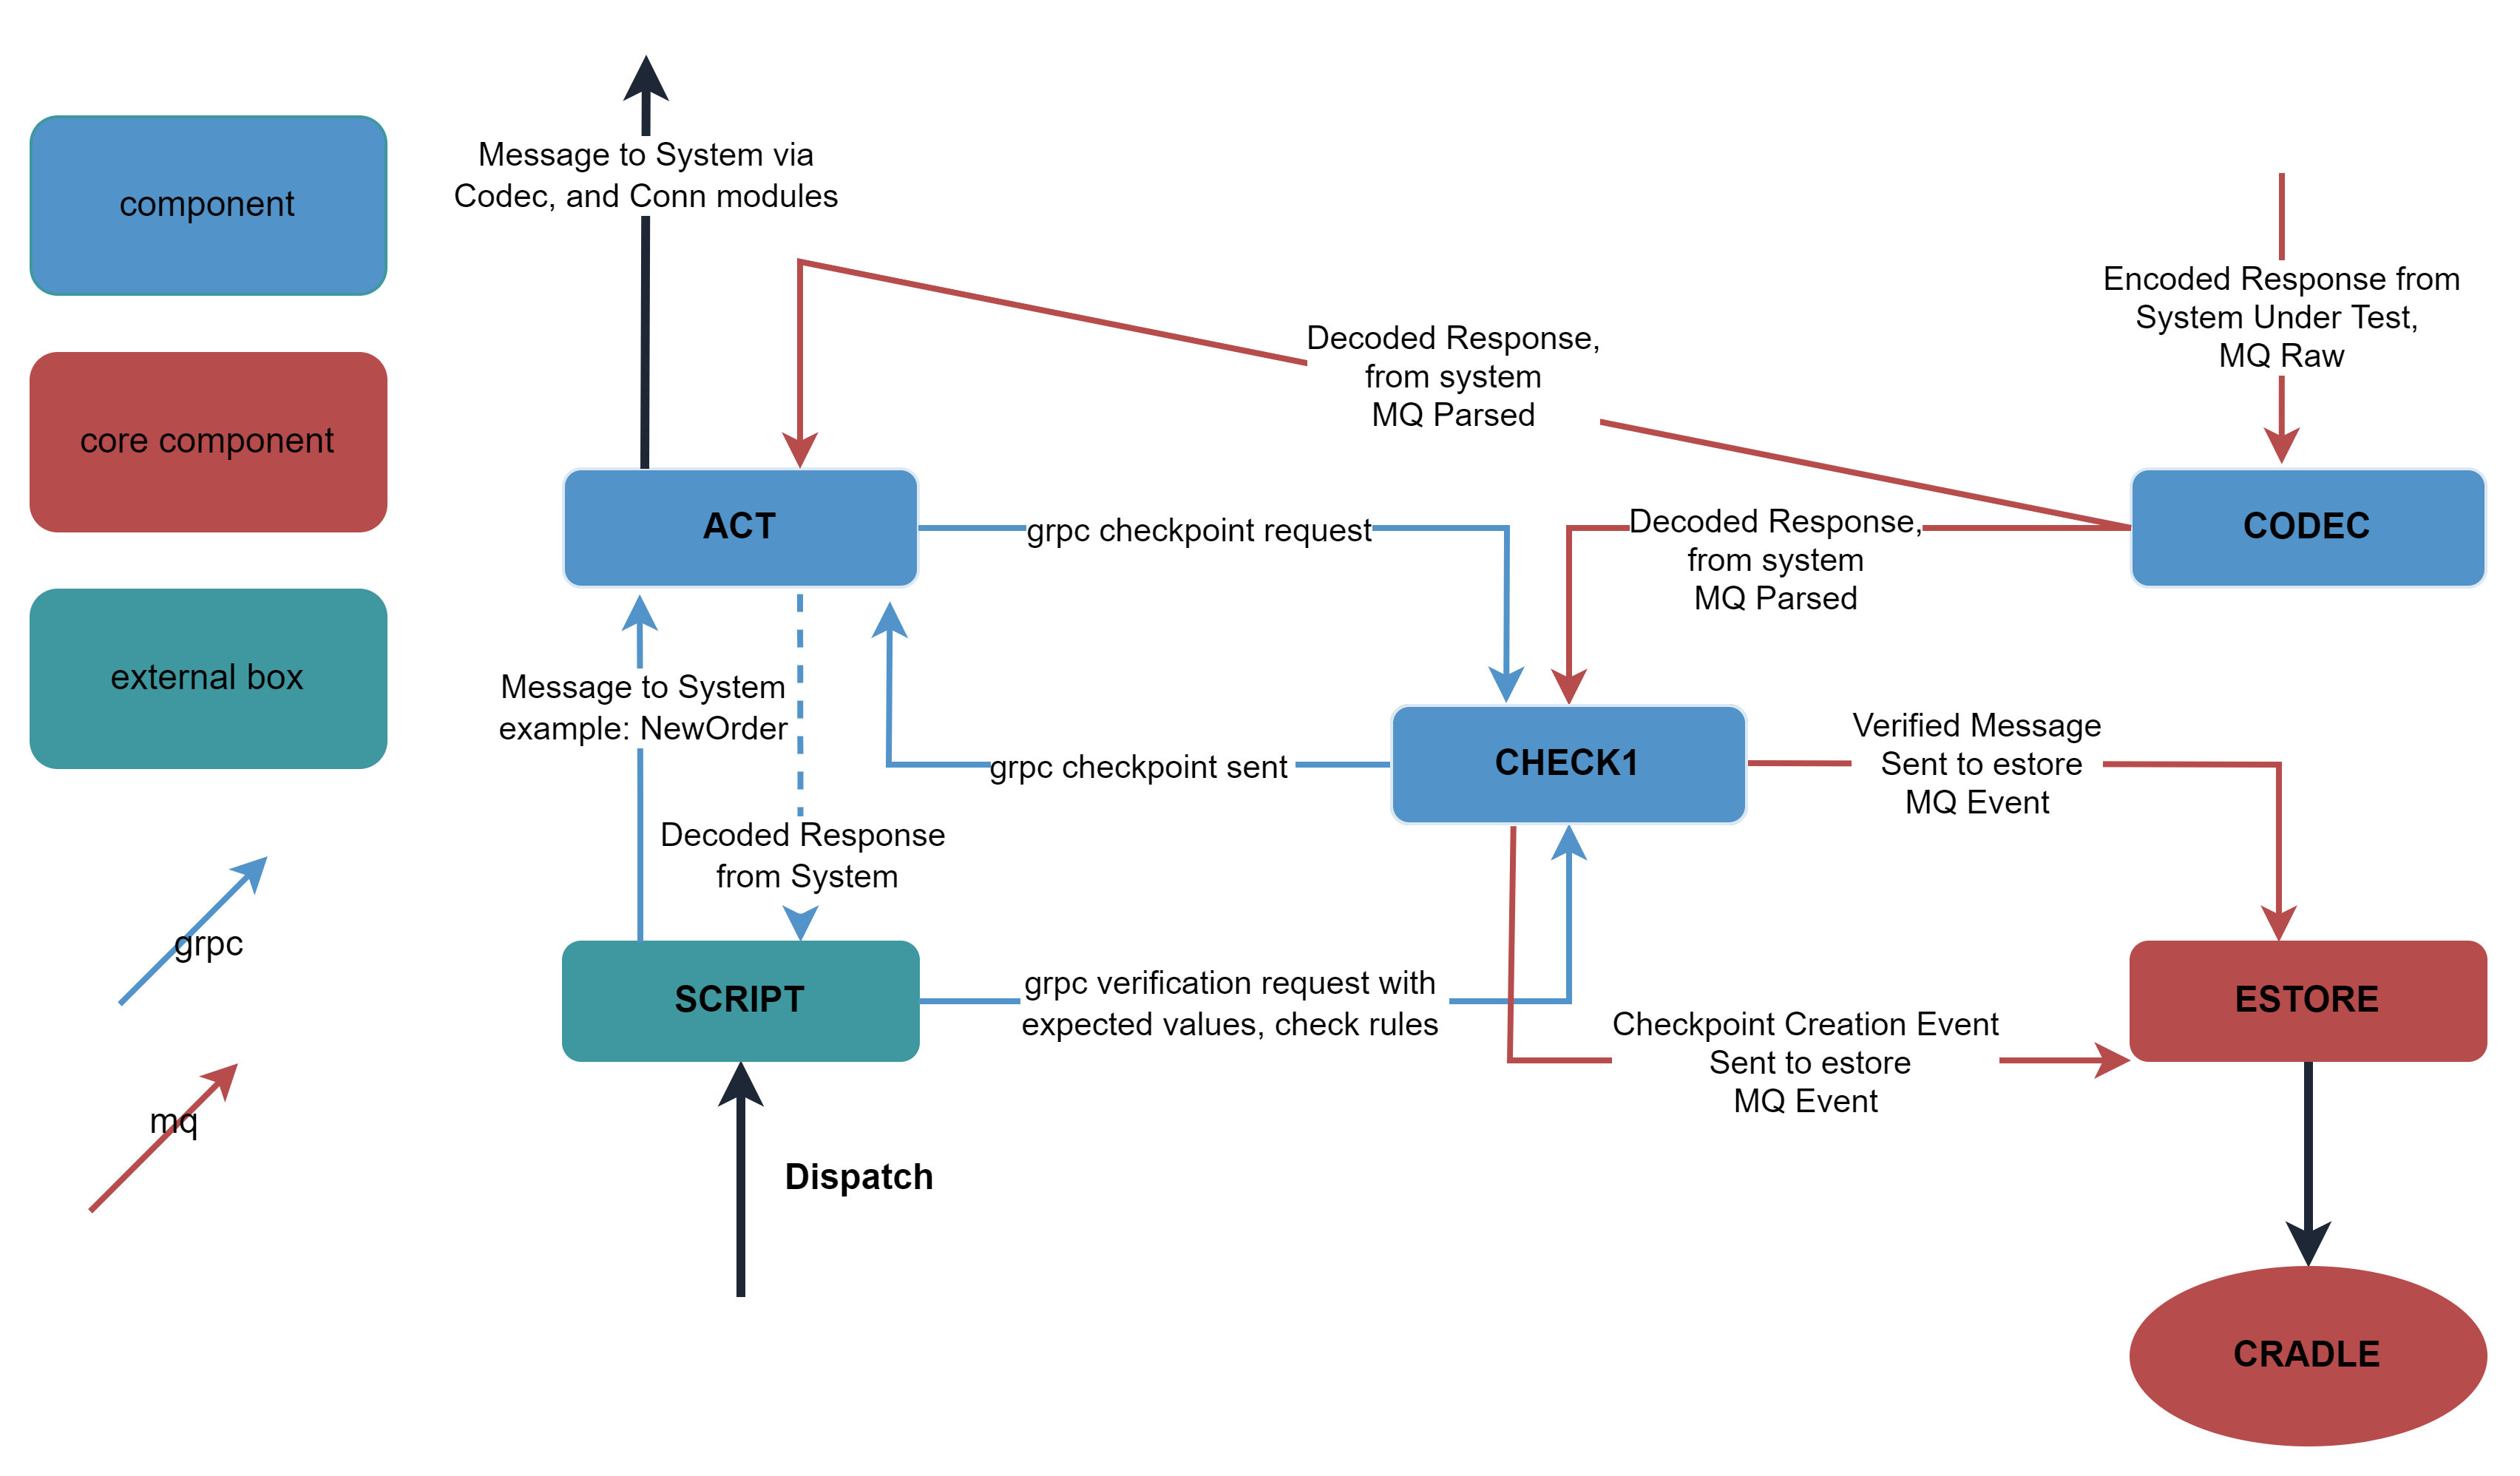 component
core component
external box
grpc
mq
Message to System via
Codec, and Conn modules
Decoded Response,
from system
MQ Parsed
Encoded Response from
System Under Test,
MQ Raw
ACT
grpc checkpoint request
Decoded Response,
from system
MQ Parsed
CODEC
Message to System
example: NewOrder
grpc checkpoint sent
CHECK1
Verified Message
Sent to estore
MQ Event
Decoded Response
from System
SCRIPT
grpc verification request with
expected values, check rules
Checkpoint Creation Event
Sent to estore
MQ Event
ESTORE
Dispatch
CRADLE